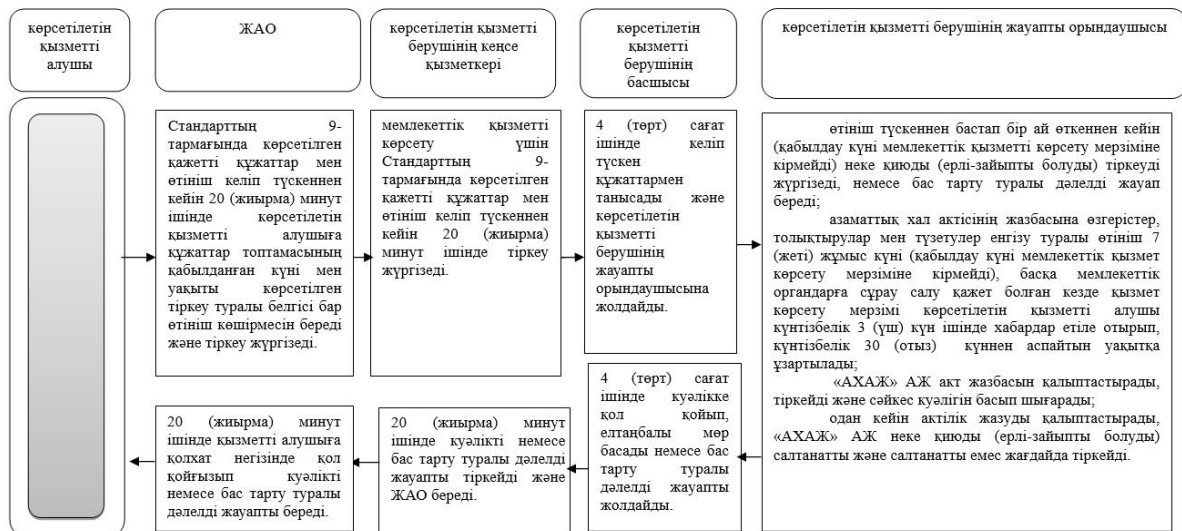 көрсетілетін
қызметті
алушы
ЖАО
көрсетілетін қызметті
берушінің кеңсе
қызметкері
көрсетілетін
қызметті
берушінің
басшысы
көрсетілетін қызметті берушінің жауапты орындаушысы
Стандарттың 9-
тармағында көрсетілген
қажетті құжаттар мен
өтініш келіп түскеннен
кейін 20 (жиырма) минут
ішінде көрсетілетін
қызметті алушыға
құжаттар топтамасының
қабылданған күні мен
уақыты көрсетілген
тіркеу туралы белгісі бар
өтініш көшірмесін береді
және тіркеу жүргізеді.
мемлекеттік қызметті
көрсету үшін
Стандарттың 9-
тармағында көрсетілген
қажетті құжаттар мен
өтініш келіп түскеннен
кейін 20 (жиырма)
минут ішінде тіркеу
жүргізеді.
4 (төрт) сағат
ішінде келіп
түскен
құжаттармен
танысады және
көрсетілетін
қызметті
берушінің
жауапты
орындаушысына
жолдайды.
өтініш түскеннен бастап бір ай өткеннен кейін
(қабылдау күні мемлекеттік қызметті көрсету мерзіміне
кірмейді) неке қиюды (ерлі-зайыпты болуды) тіркеуді
жүргізеді, немесе бас тарту туралы дәлелді жауап
береді;
азаматтық хал актісінің жазбасына өзгерістер,
толықтырулар мен түзетулер енгізу туралы өтініш 7
(жеті) жұмыс күні (қабылдау күні мемлекеттік қызмет
көрсету мерзіміне кірмейді), басқа мемлекеттік
органдарға сұрау салу қажет болған кезде қызмет
көрсету мерзімі көрсетілетін қызметті алушы
күнтізбелік 3 (үш) күн ішінде хабардар етіле отырып,
күнтізбелік 30 (отыз) күннен аспайтын уақытқа
ұзартылады;
«АХАЖ» АЖ акт жазбасын қалыптастырады,
тіркейді және сәйкес куәлігін басып шығарады;
одан кейін актілік жазуды қалыптастырады,
«АХАЖ» АЖ неке қиюды (ерлі-зайыпты болуды)
салтанатты және салтанатты емес жағдайда тіркейді.
20 (жиырма) минут
ішінде қызметті алушыға
қолхат негізінде қол
қойғызып куәлікті
немесе бас тарту туралы
дәлелді жауапты береді.
20 (жиырма) минут
ішінде куәлікті немесе
бас тарту туралы дәлелді
жауапты тіркейді және
ЖАО береді.
4 (төрт) сағат
ішінде куәлікке
қол қойып,
елтаңбалы мөр
басады немесе бас
тарту туралы
дәлелді жауапты
жолдайды.